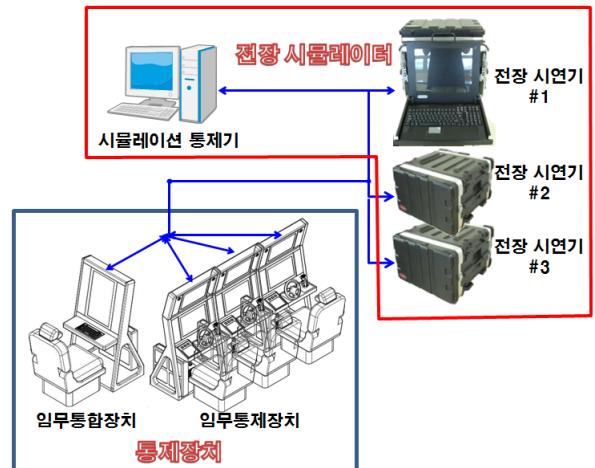 전장 시뮬레이터
시뮬레이션 통제기
전장 시연기
#1
전장 시연기
#2
전장 시연기
#3
임무통합장치
임무통제장치
통제장치